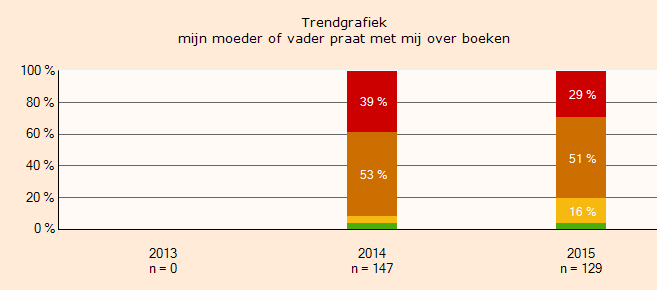 Trendgrafiek
mijn moeder of vader praat met mij over boeken
100 %
80 %
60 %
40 %
20 %
0 %
39 %
53 %
29 %
51 %
16 %
2013
n = 0
2014
n = 147
2015
n = 129